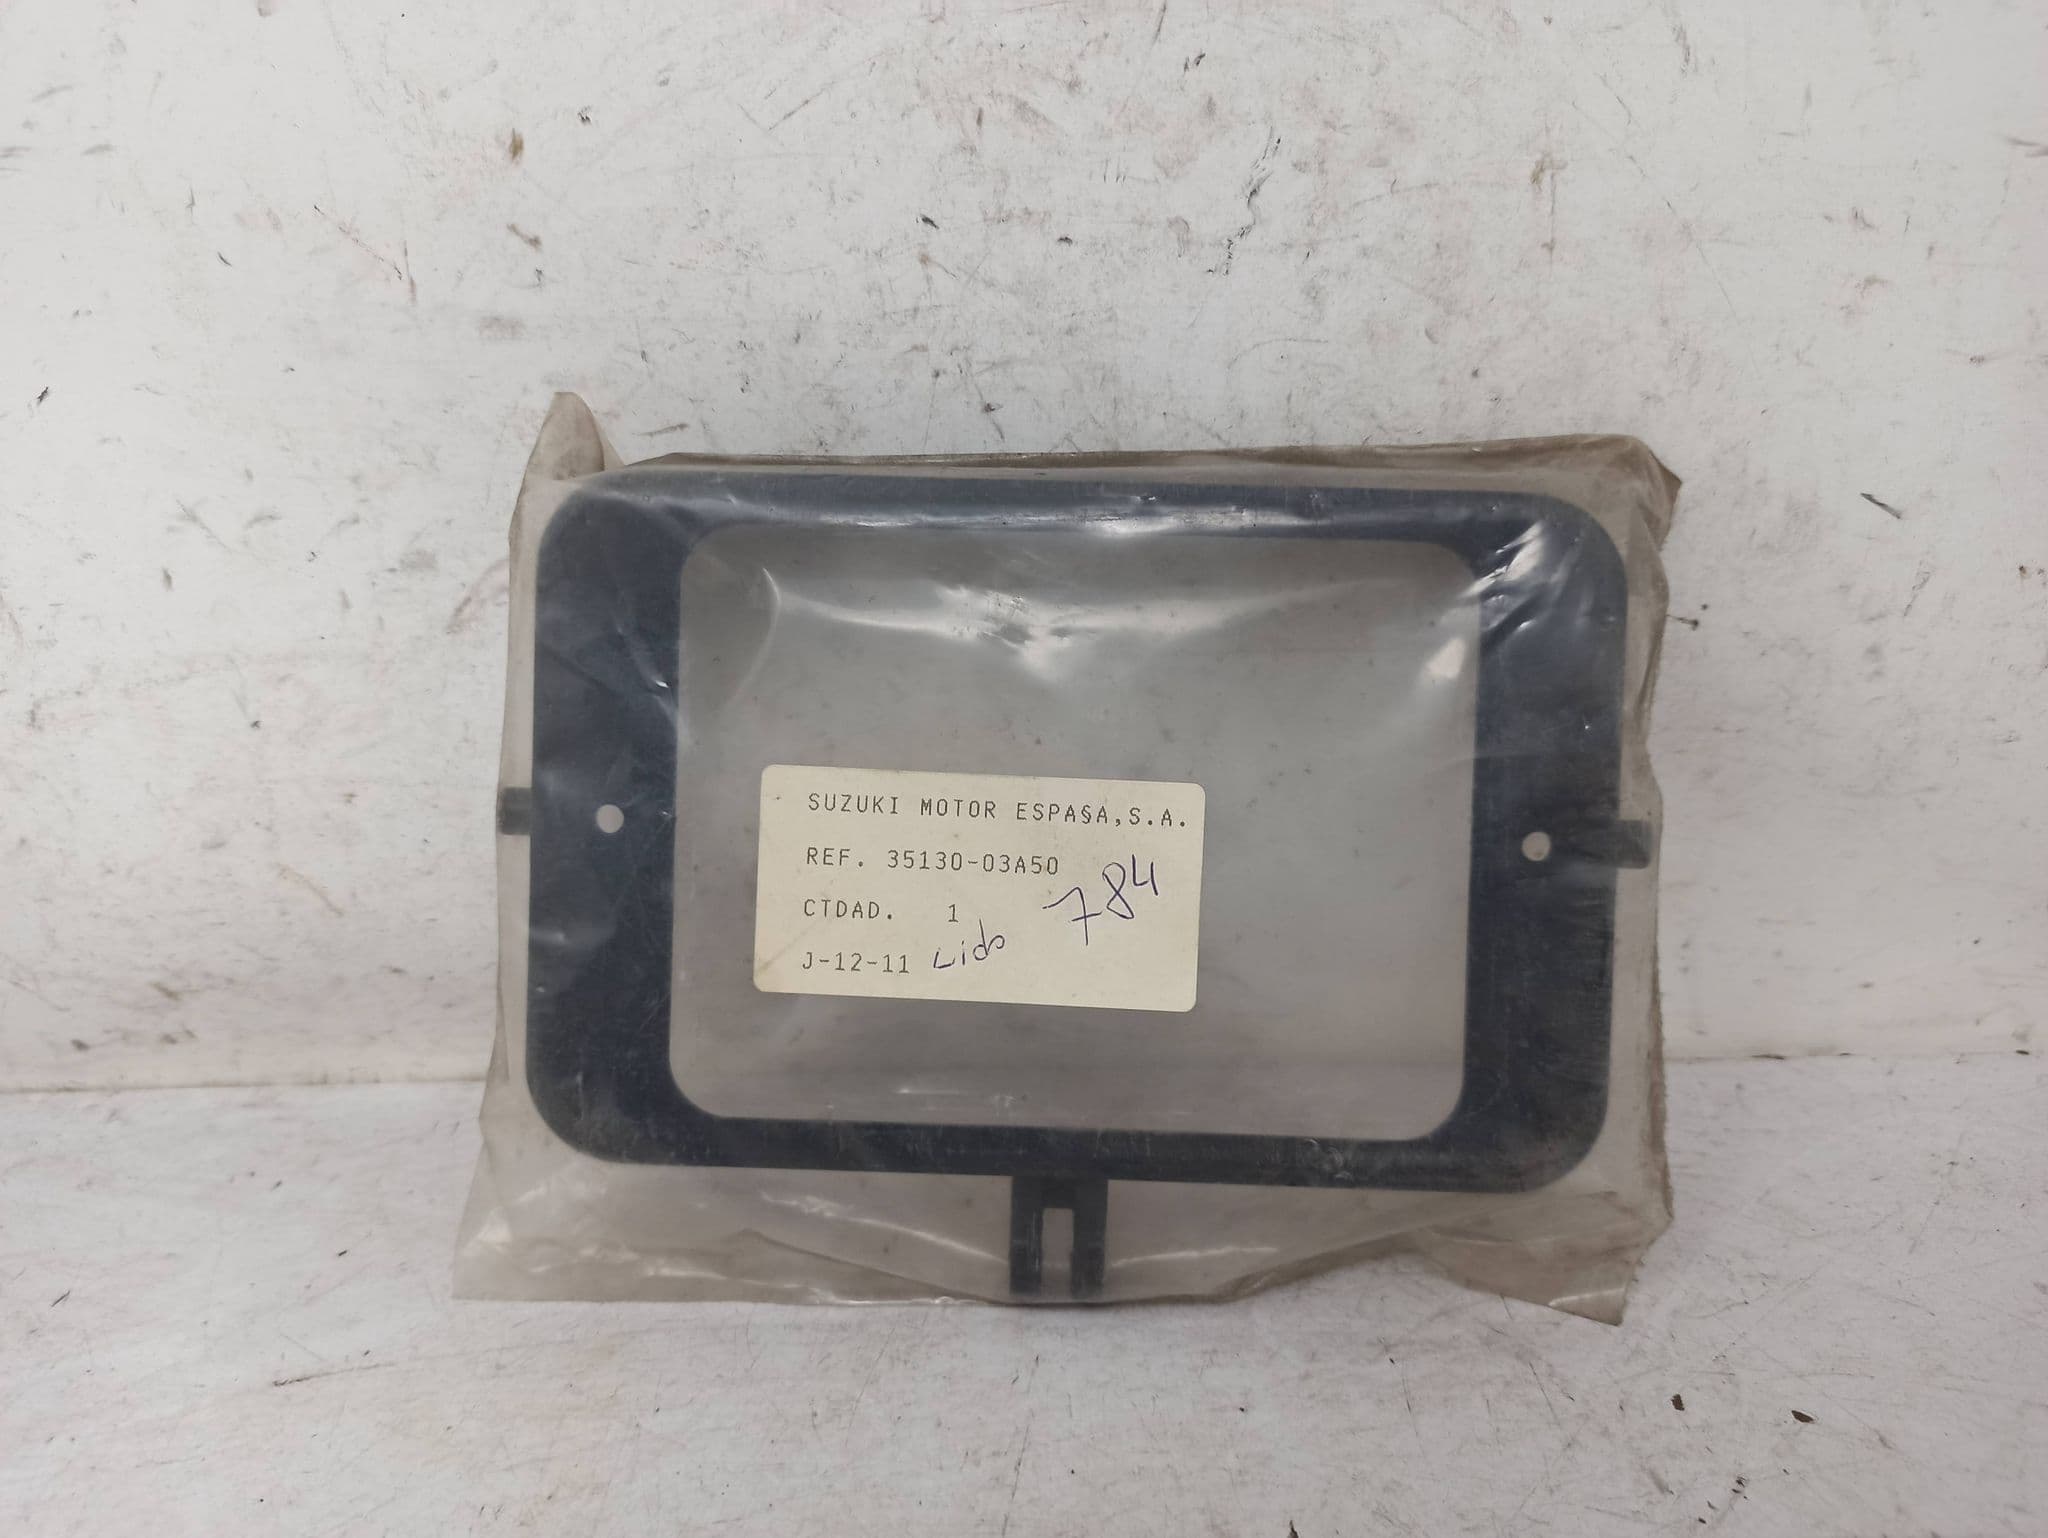 SUZUKI MOTOR ESPA§A,S.A.
REF. 35130-03A50
784
CTDAD. 1
J-12-11 Lido